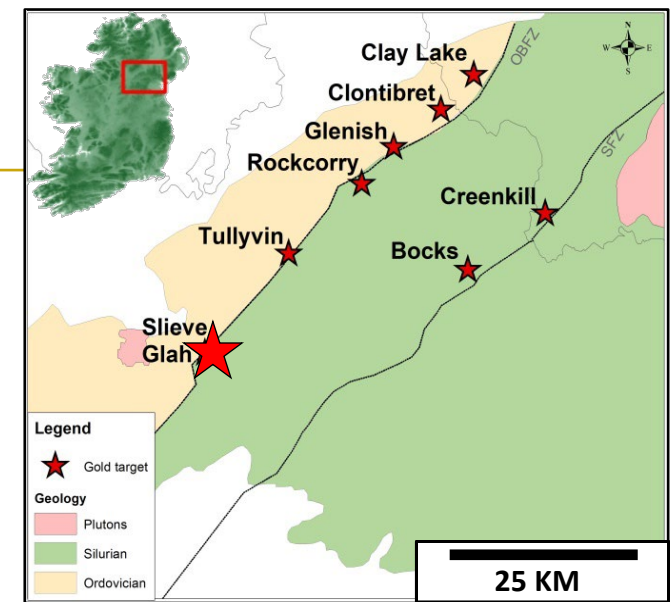 N
W E
S
OBFZ
Clay Lake
Clontibret
Glenish
Rockcorry
SFZ
Creenkill
Tullyvin
Bocks
Slieve
Glah
Legend
Gold target
Geology
Plutons
Silurian
Ordovician
25 KM